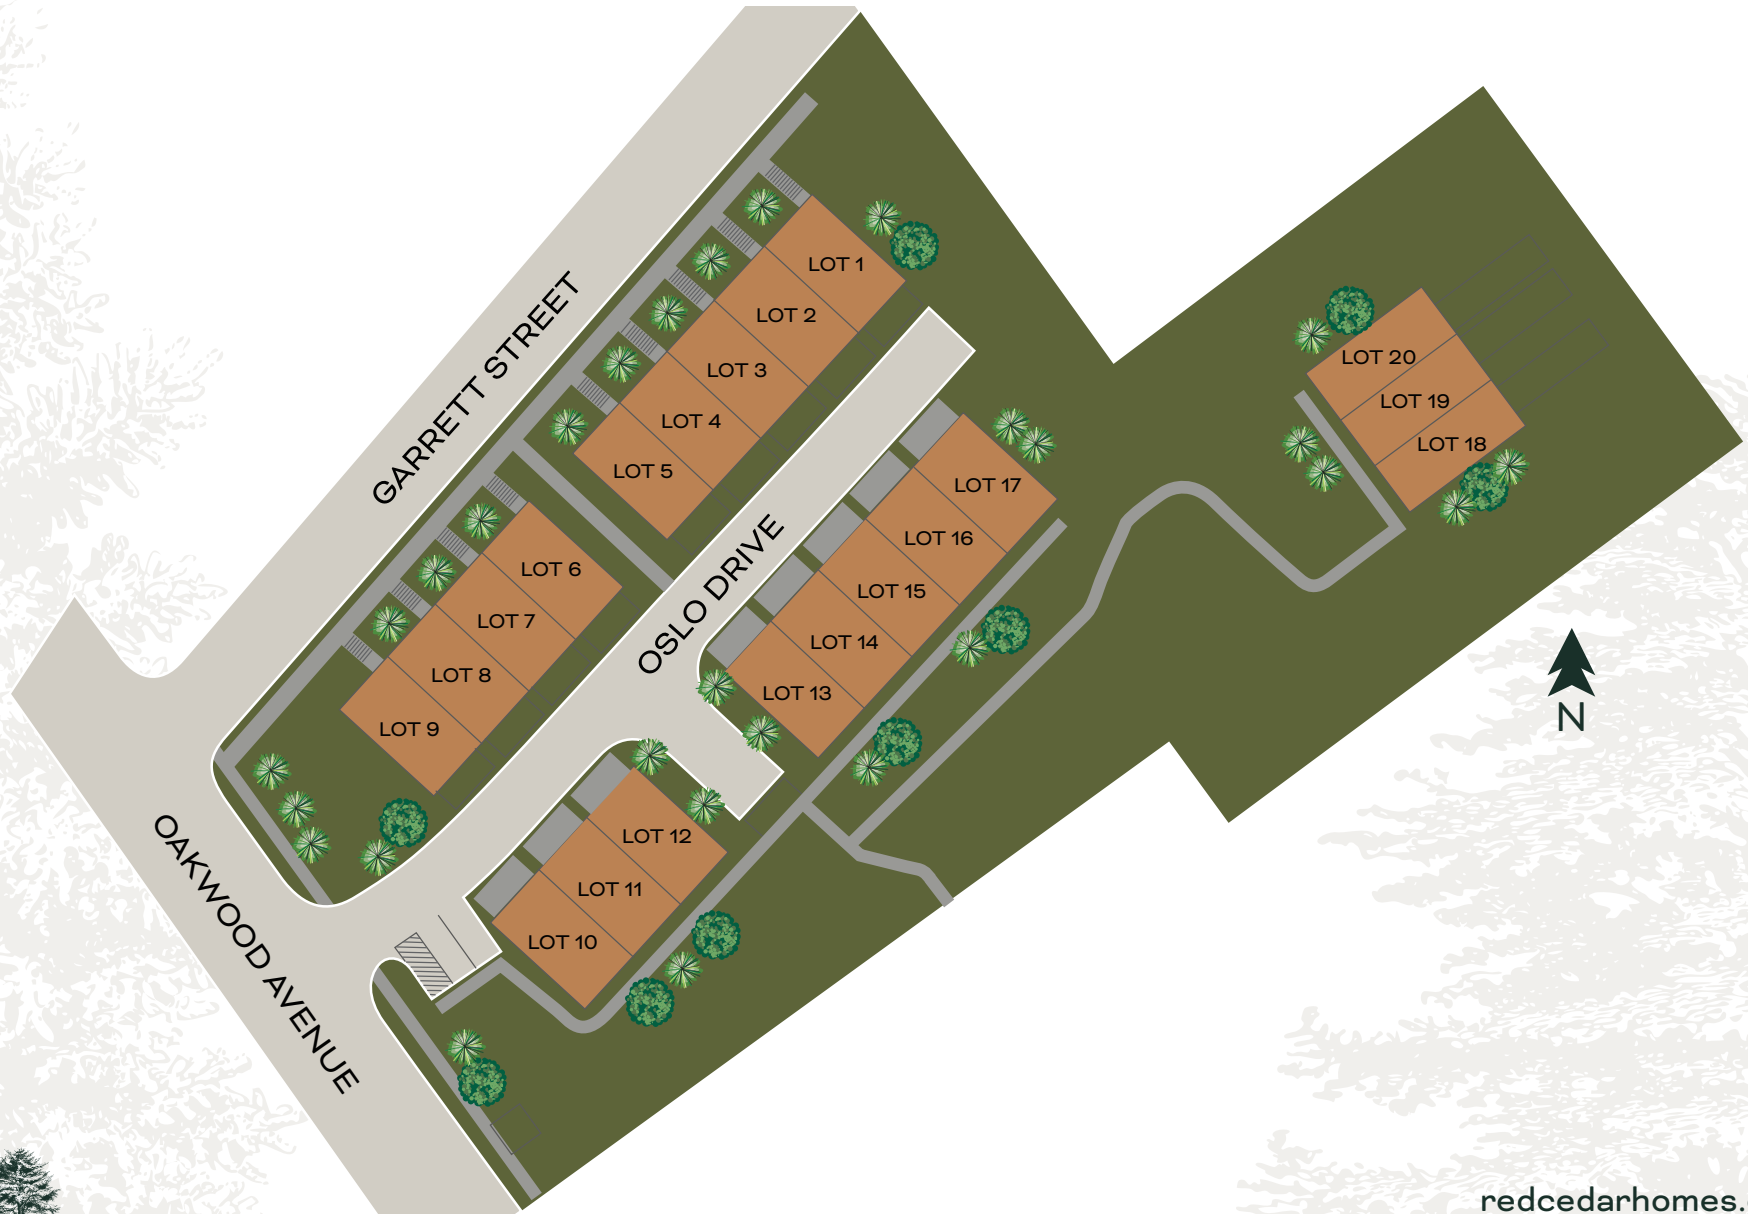 GARRETT STREET
LOT 1
LOT 2
LOT 3
LOT 4
LOT 5
LOT 6
LOT 7
LOT 8
LOT 9
OSLO DRIVE
LOT 17
LOT 16
LOT 15
LOT 14
LOT 13
LOT 12
LOT 11
LOT 10
LOT 20
LOT 19
LOT 18
OAKWOOD AVENUE
N
redcedarhomes.